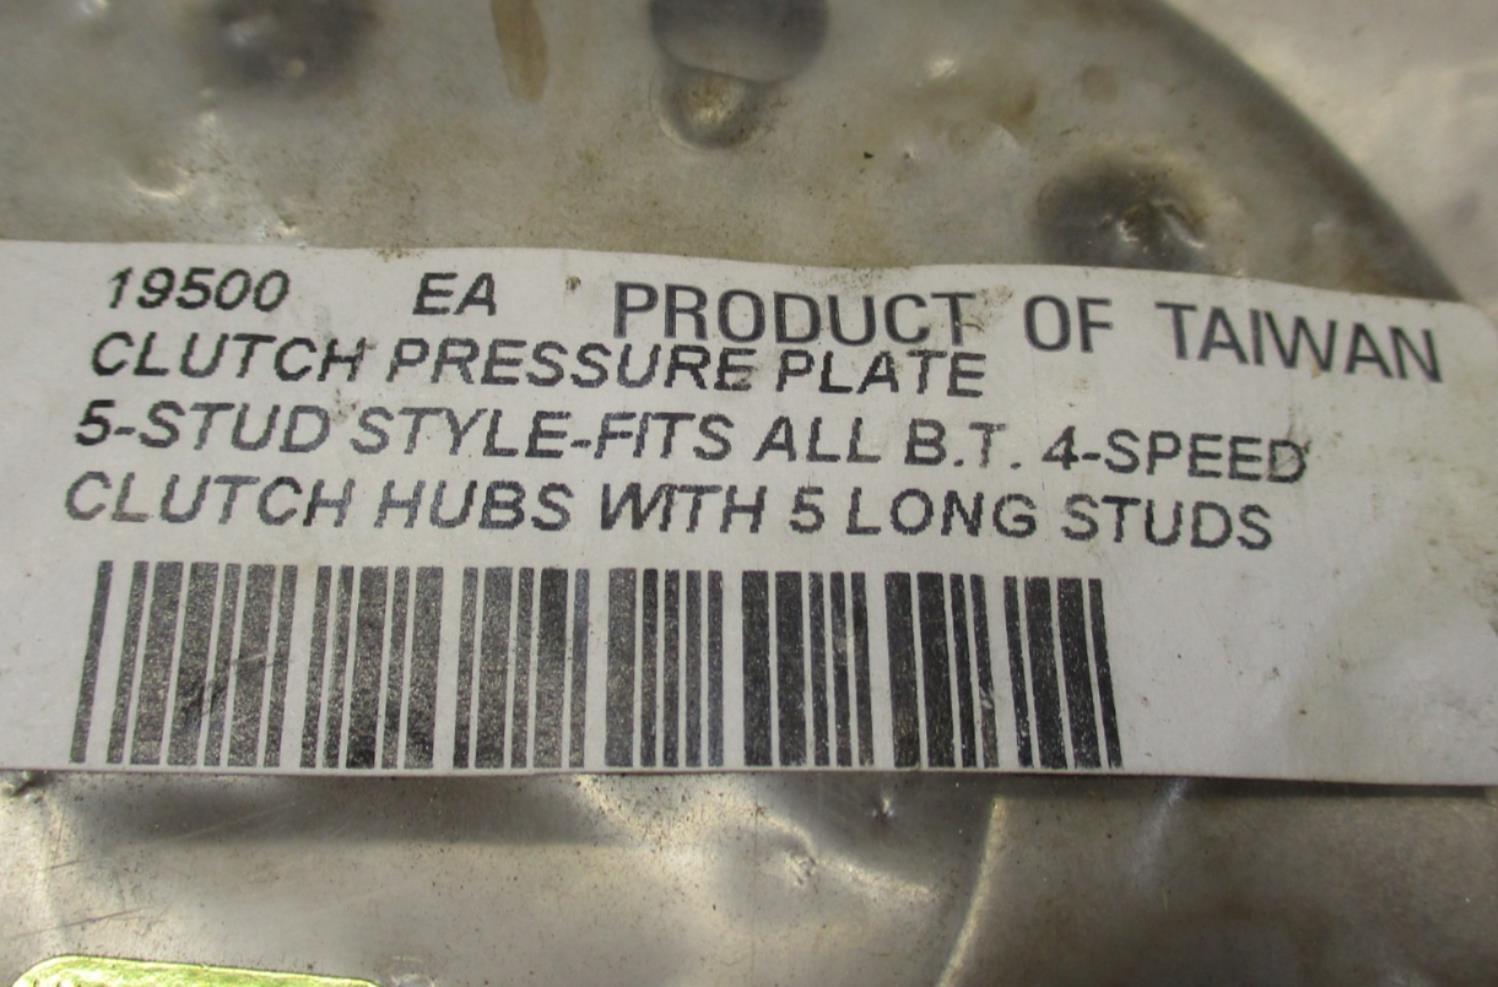 19500 EA PRODUCT OF TAIWAN
CLUTCH PRESSURE PLATE
5-STUD STYLE-FITS ALL B.T. 4-SPEED
CLUTCH HUBS WITH 5 LONG STUDS